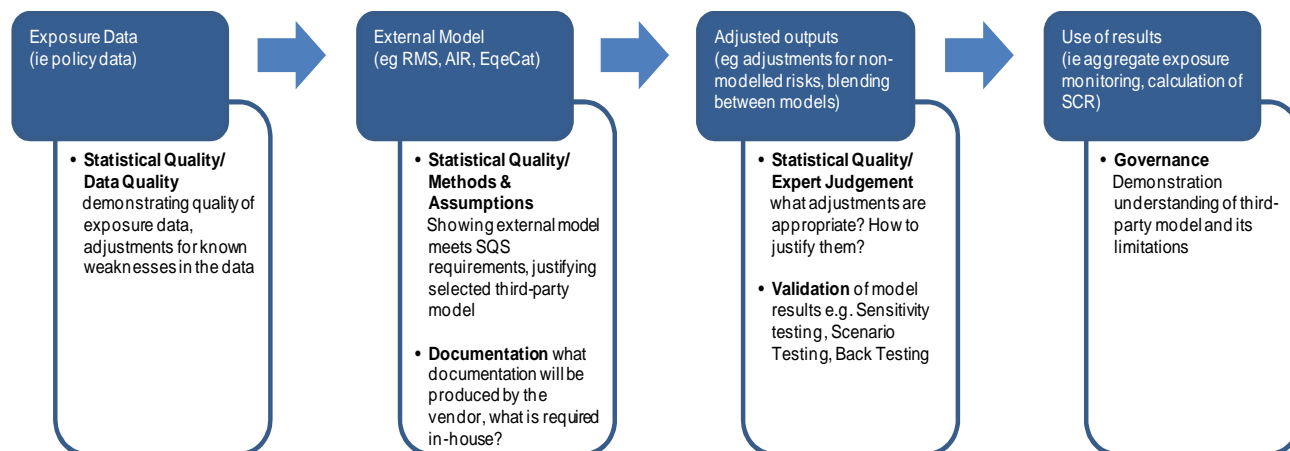 Exposure Data
(ie policy data)
• Statistical Quality/
Data Quality
demonstrating quality of
exposure data,
adjustments for known
weaknesses in the data
External Model
(eg RMS, AIR, EqeCat)
• Statistical Quality/
Methods &
Assumptions
Showing external model
meets SQS
requirements, justifying
selected third-party
model
• Documentation what
documentation will be
produced by the
vendor, what is required
in-house?
Adjusted outputs
(eg adjustments for non-
modelled risks, blending
between models)
• Statistical Quality/
Expert Judgement
what adjustments are
appropriate? How to
justify them?
• Validation of model
results e.g. Sensitivity
testing, Scenario
Testing, Back Testing
Use of results
(ie aggregate exposure
monitoring, calculation of
SCR)
• Governance
Demonstration
understanding of third-
party model and its
limitations